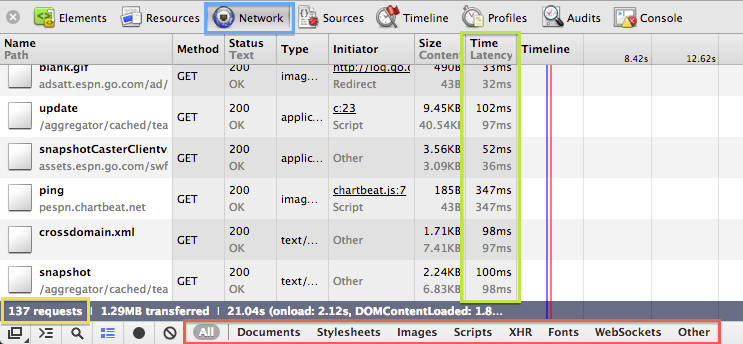 Elements Resources Network Sources Timeline Profiles Audits Console
Name Path Method Status Text Type Initiator Size Content Time Latency Timeline 8.42s 12.62s
blank.gif GET 200 imag... http://log.go.c 490B 33ms
adsatt.espn.go.com/ad/ OK Redirect 43B 32ms
update GET 200 applic... c:23 9.45KB 102ms
/aggregator/cached/tea OK Script 40.54KB 97ms
snapshotCasterClientv GET 200 applic... Other 3.56KB 52ms
assets.espn.go.com/swf OK 3.09KB 36ms
ping GET 200 imag... chartbeat.js:7 185B 347ms
pespn.chartbeat.net OK Script 43B 347ms
crossdomain.xml GET 200 text/... Other 1.71KB 98ms
OK 7.41KB 97ms
snapshot GET 200 text/... Other 2.24KB 100ms
/aggregator/cached/tea OK 6.83KB 98ms
137 requests | 1.29MB transferred | 21.04s (onload: 2.12s, DOMContentLoaded: 1.8...
All Documents Stylesheets Images Scripts XHR Fonts WebSockets Other